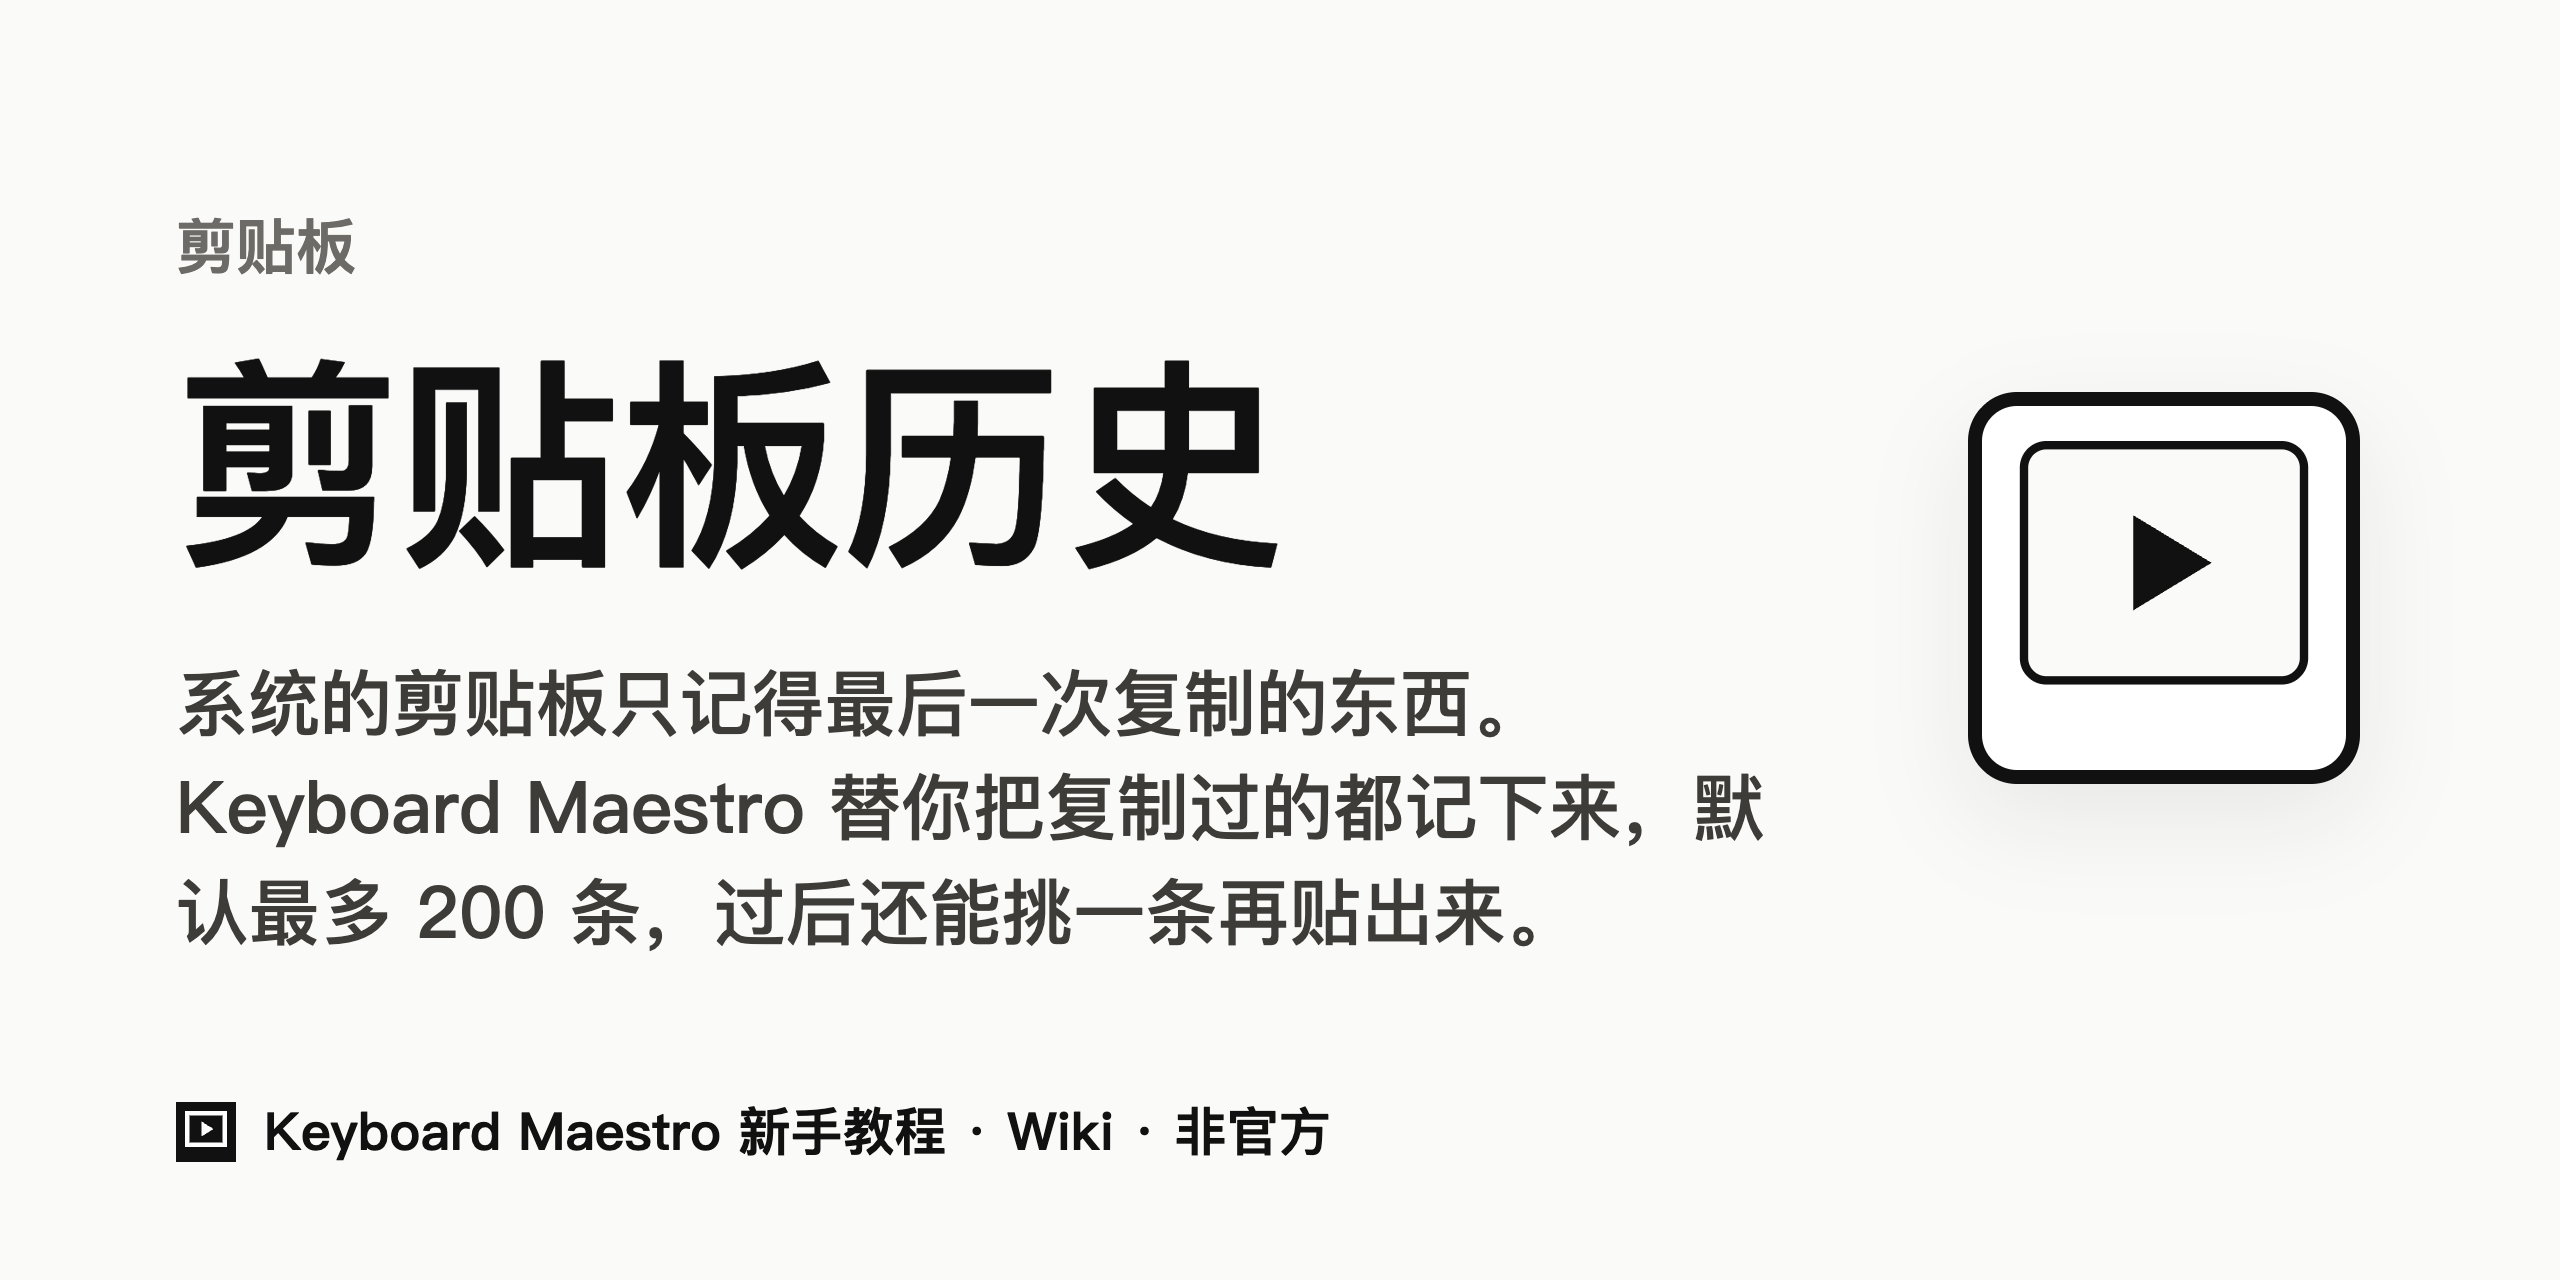 剪贴板
剪贴板历史
系统的剪贴板只记得最后一次复制的东西。
Keyboard Maestro 替你把复制过的都记下来，默
认最多 200 条，过后还能挑一条再贴出来。
Keyboard Maestro 新手教程 · Wiki · 非官方